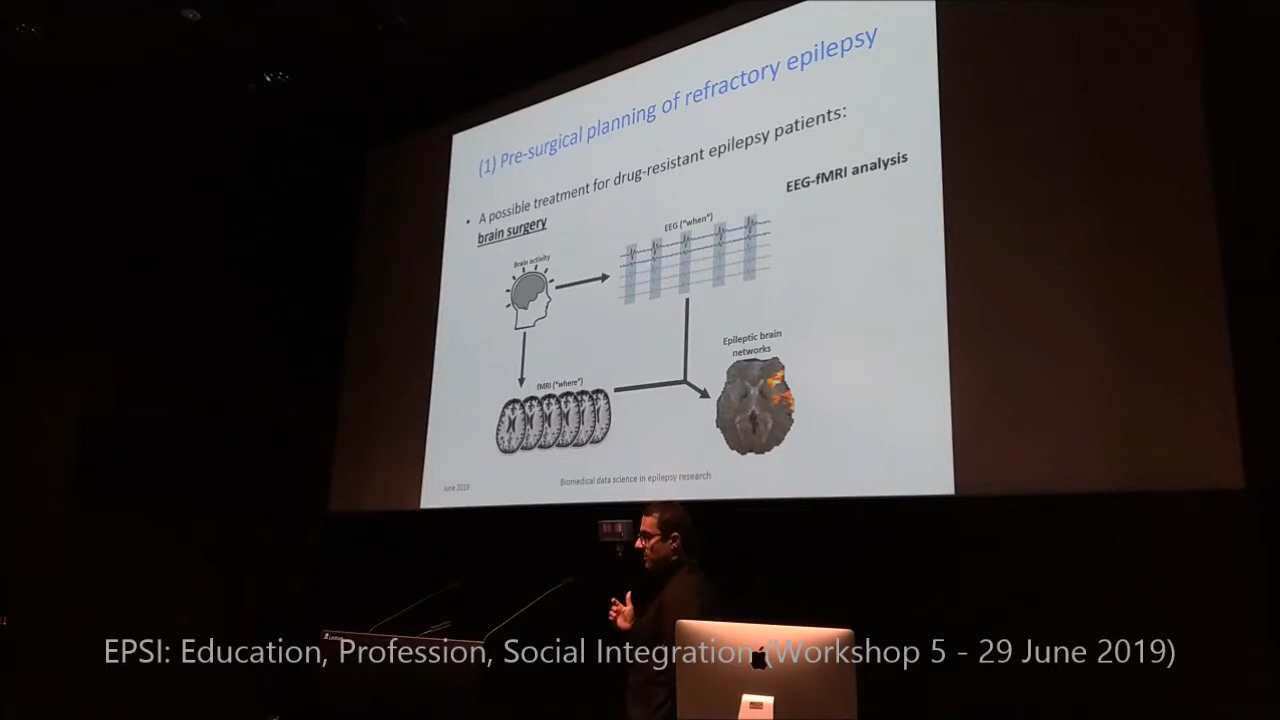 (1) Pre-surgical planning of refractory epilepsy
• A possible treatment for drug-resistant epilepsy patients:
brain surgery
EEG-fMRI analysis
EEG ("when")
Brain activity
Epileptic brain
networks
fMRI ("where")
June 2019
Biomedical data science in epilepsy research
EPSI: Education, Profession, Social Integration (Workshop 5 - 29 June 2019)